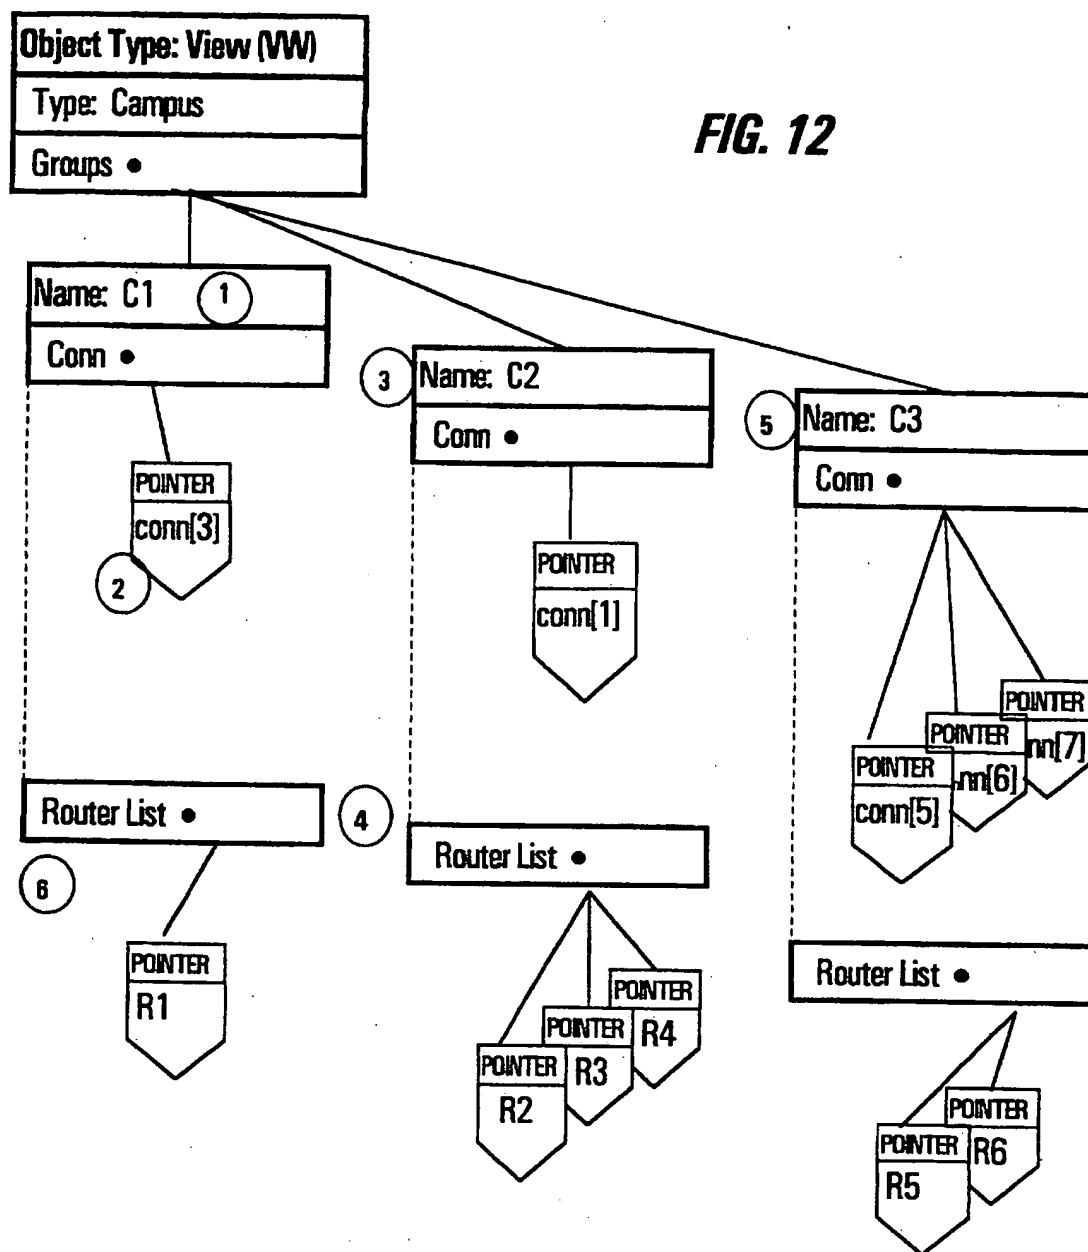 Object Type: View (VW)
Type: Campus
Groups •
FIG. 12
Name: C1
1
Conn •
3
Name: C2
Conn •
5
Name: C3
Conn •
POINTER
conn[3]
2
POINTER
conn[1]
POINTER
nn[7]
POINTER
nn[6]
POINTER
conn[5]
Router List •
4
Router List •
6
Router List •
POINTER
R1
POINTER
R4
POINTER
R3
POINTER
R2
POINTER
R6
POINTER
R5